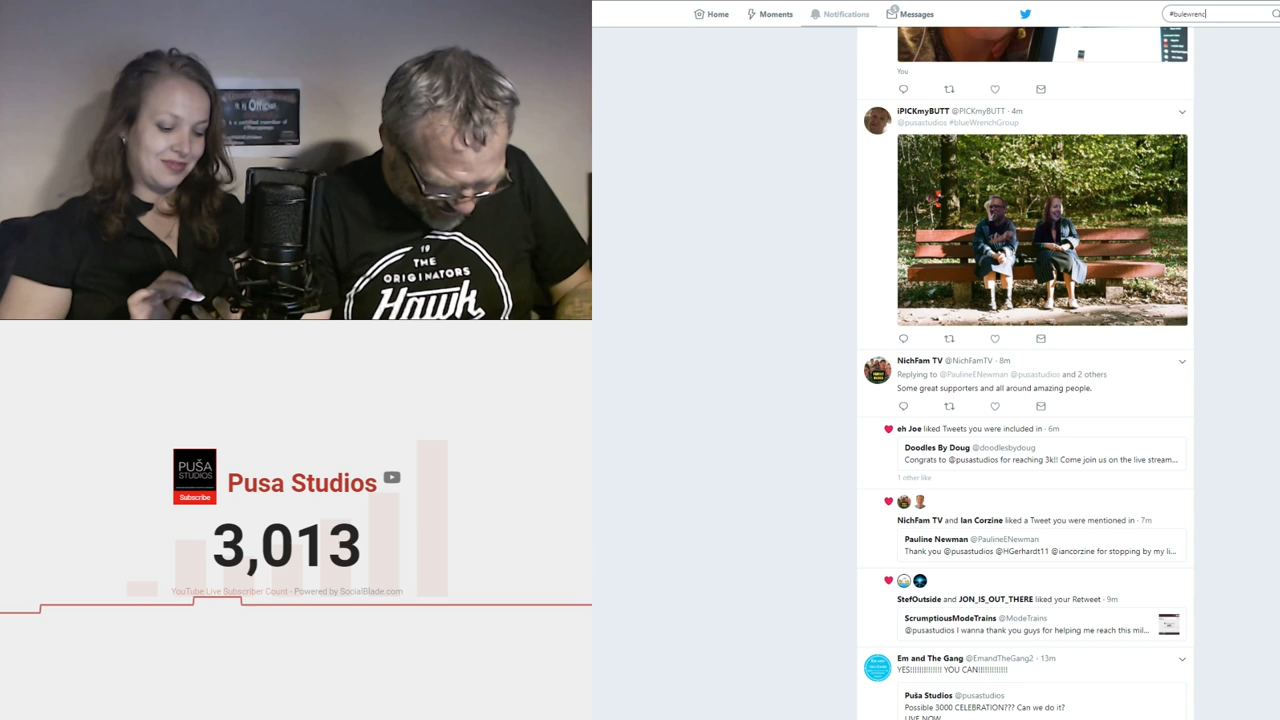 it is Official
19
THE
ORIGINATORS
Hawk
PUŠA
STUDIOS
Subscribe
Pusa Studios
3,013
YouTube Live Subscriber Count - Powered by SocialBlade.com
Home
Moments
Notifications
5
Messages
#bulewrenc
You
iPICKmyBUTT @PICKmyBUTT · 4m
@pusastudios #blueWrenchGroup
NichFam TV @NichFamTV · 8m
Replying to @PaulineENewman @pusastudios and 2 others
Some great supporters and all around amazing people.
eh Joe liked Tweets you were included in · 6m
Doodles By Doug @doodlesbydoug
Congrats to @pusastudios for reaching 3k!! Come join us on the live stream...
1 other like
NichFam TV and Ian Corzine liked a Tweet you were mentioned in · 7m
Pauline Newman @PaulineENewman
Thank you @pusastudios @HGerhardt11 @iancorzine for stopping by my li...
StefOutside and JON_IS_OUT_THERE liked your Retweet · 9m
ScrumptiousModeTrains @ModeTrains
@pusastudios I wanna thank you guys for helping me reach this mil...
Em and The Gang @EmandTheGang2 · 13m
YES!!!!!!!!!!!!!! YOU CAN!!!!!!!!!!!!!
Puša Studios @pusastudios
Possible 3000 CELEBRATION??? Can we do it?
LIVE NOW